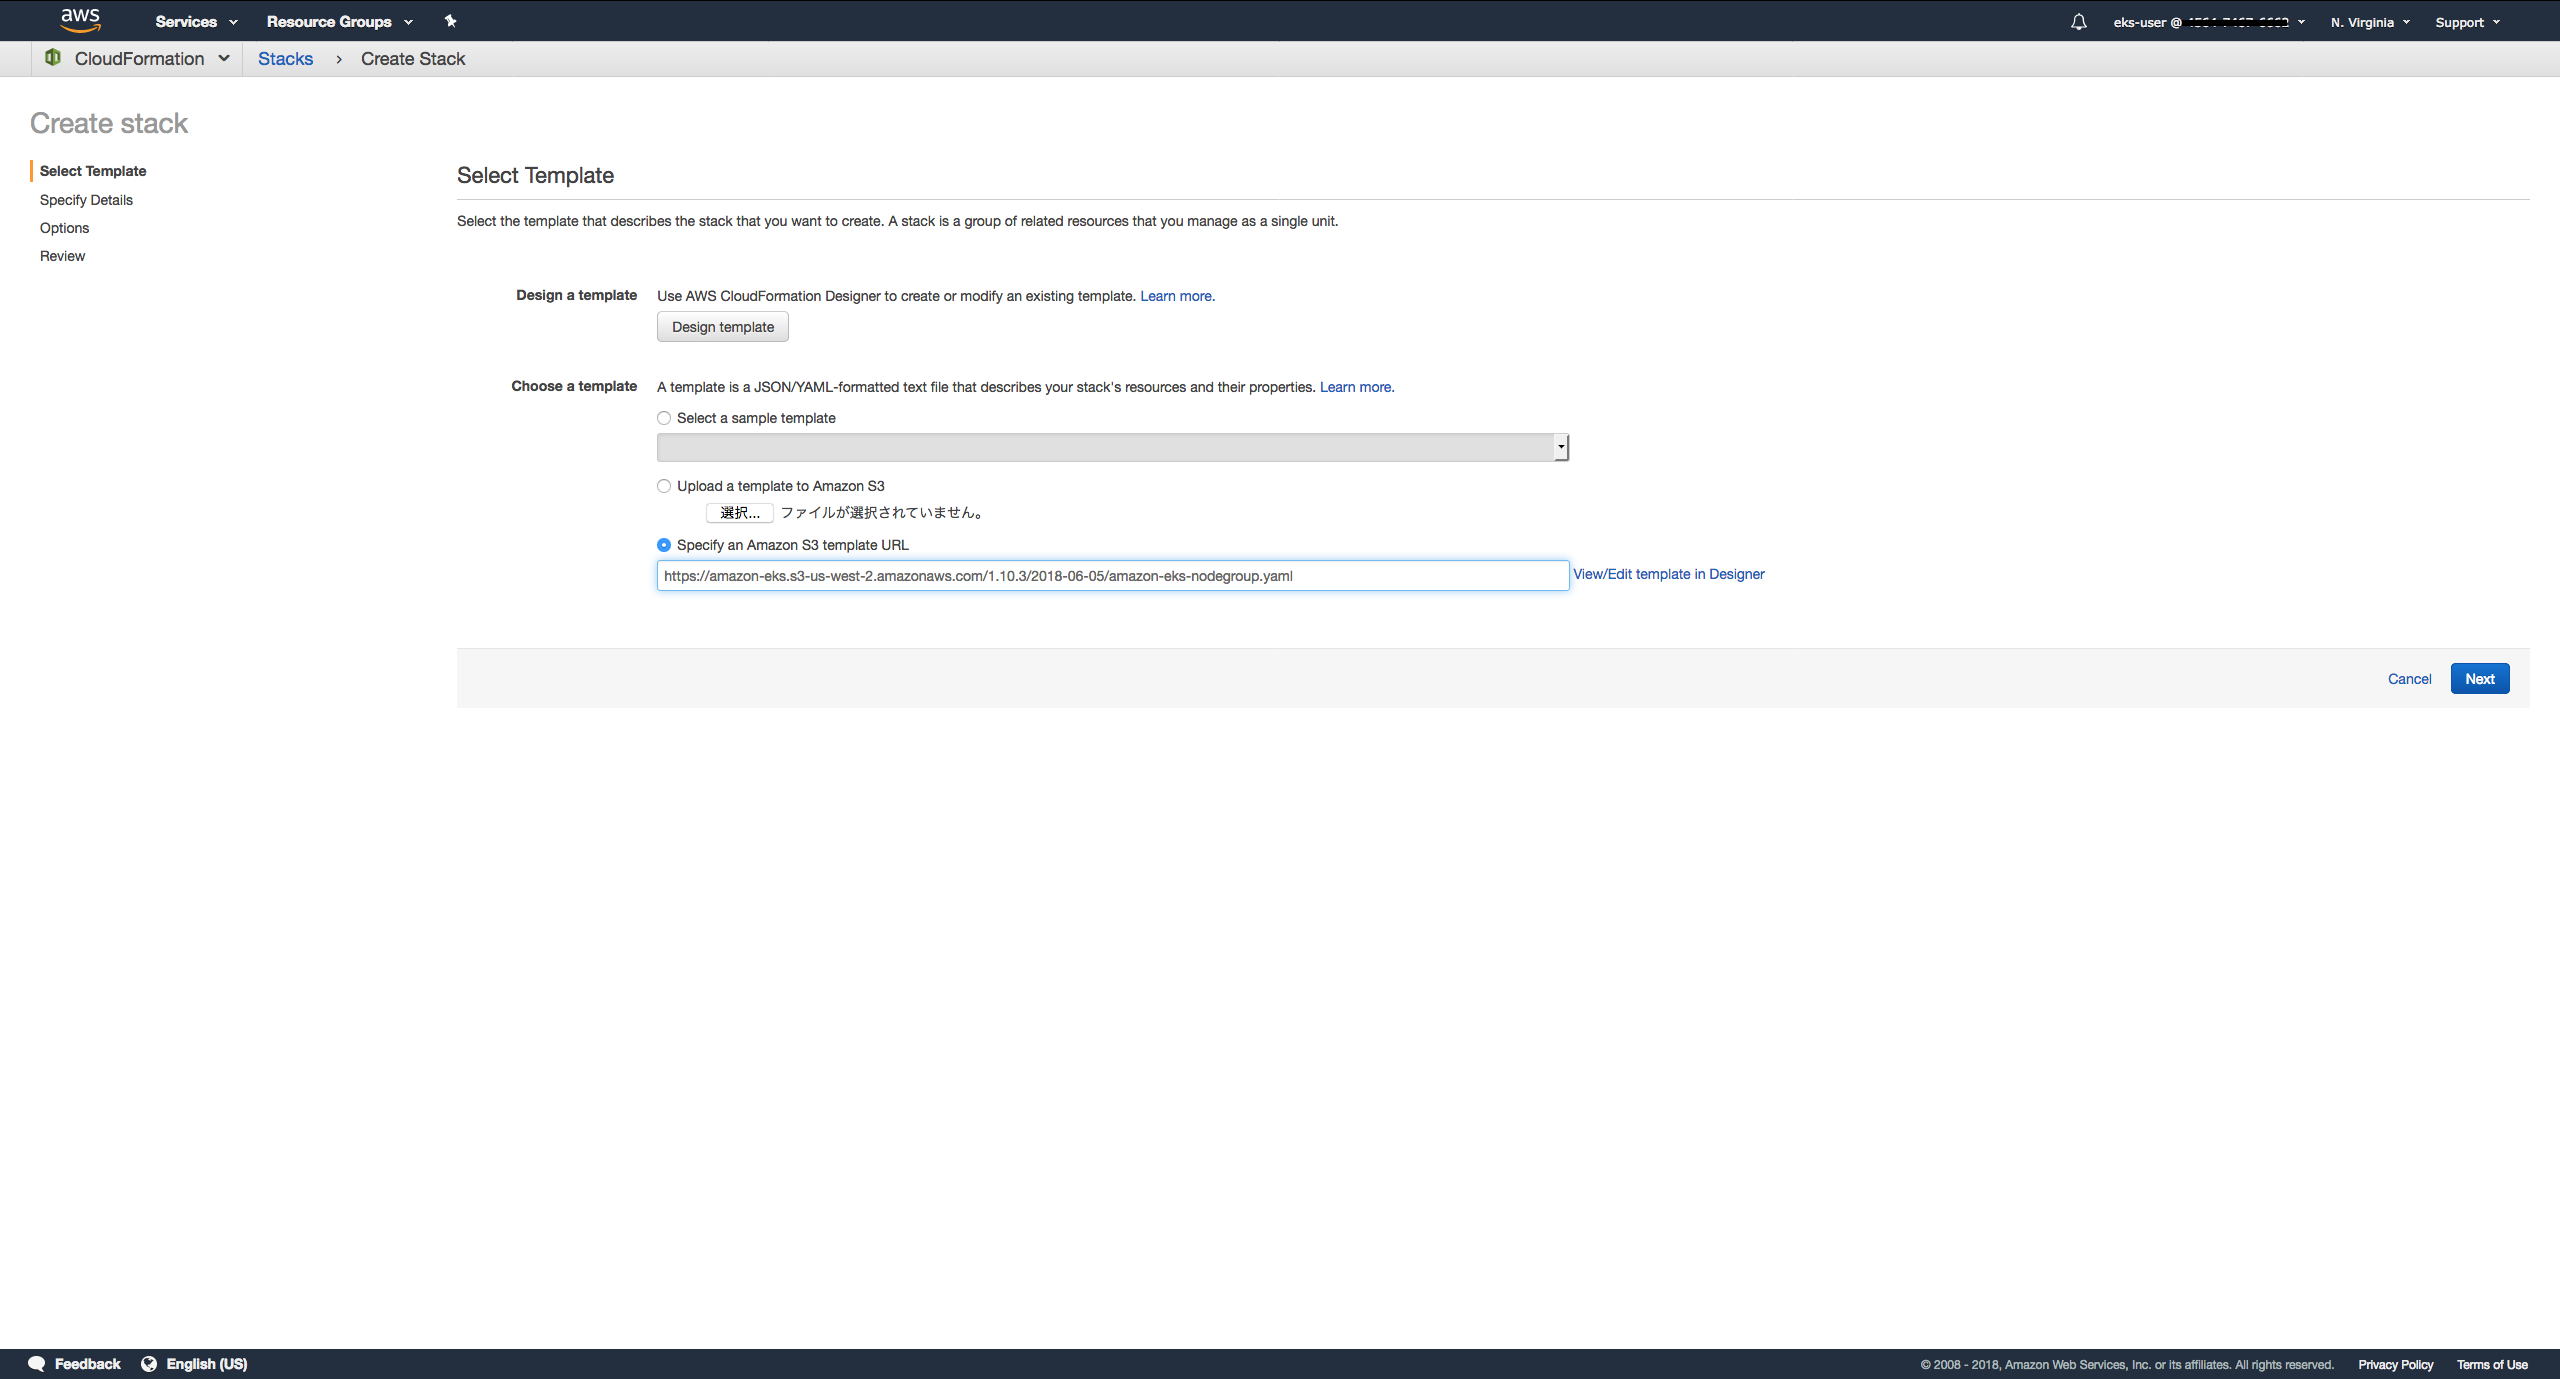 aws Services Resource Groups eks-user @ N. Virginia Support
CloudFormation Stacks › Create Stack
Create stack
Select Template
Specify Details
Options
Review
Select Template
Select the template that describes the stack that you want to create. A stack is a group of related resources that you manage as a single unit.
Design a template Use AWS CloudFormation Designer to create or modify an existing template. Learn more.
Design template
Choose a template A template is a JSON/YAML-formatted text file that describes your stack's resources and their properties. Learn more.
Select a sample template
Upload a template to Amazon S3
選択... ファイルが選択されていません。
Specify an Amazon S3 template URL
https://amazon-eks.s3-us-west-2.amazonaws.com/1.10.3/2018-06-05/amazon-eks-nodegroup.yaml View/Edit template in Designer
Cancel Next
Feedback English (US) © 2008 - 2018, Amazon Web Services, Inc. or its affiliates. All rights reserved. Privacy Policy Terms of Use